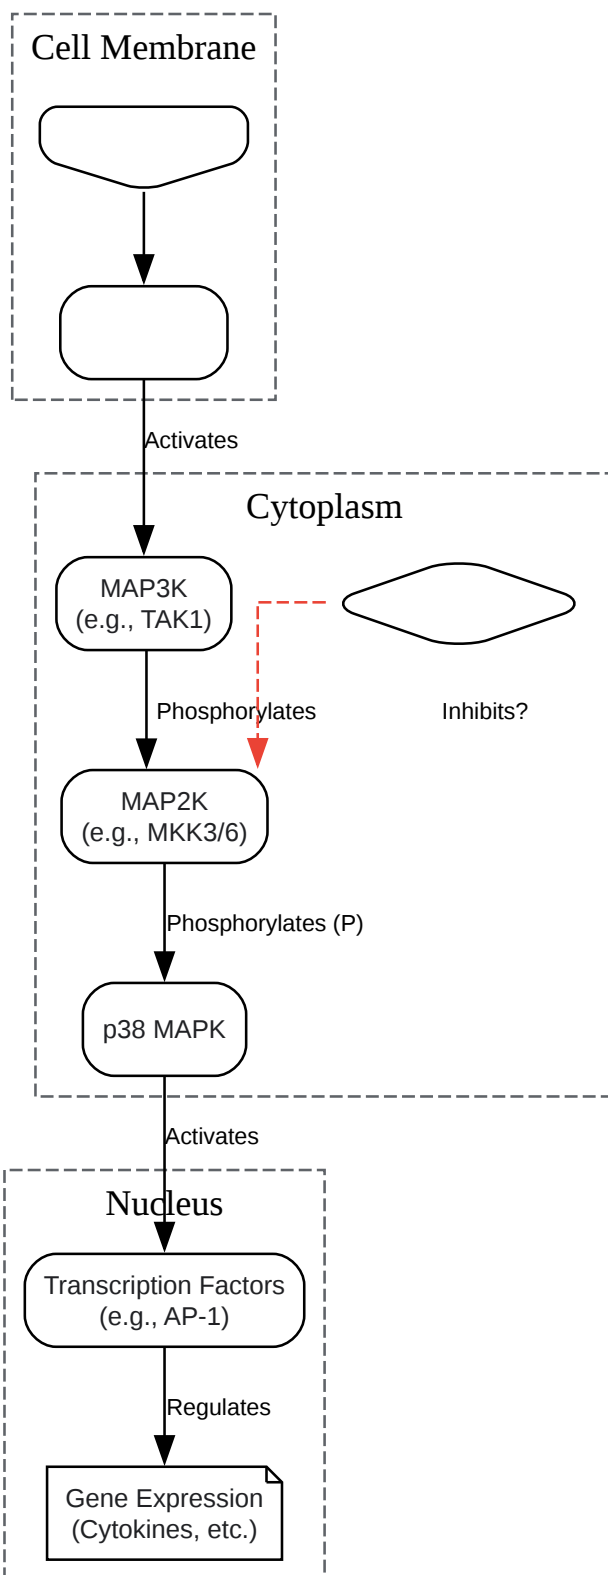 Cell Membrane
Activates
Cytoplasm
MAP3K
(e.g., TAK1)
Phosphorylates
Inhibits?
MAP2K
(e.g., MKK3/6)
Phosphorylates (P)
p38 MAPK
Activates
Nucleus
Transcription Factors
(e.g., AP-1)
Regulates
Gene Expression
(Cytokines, etc.)